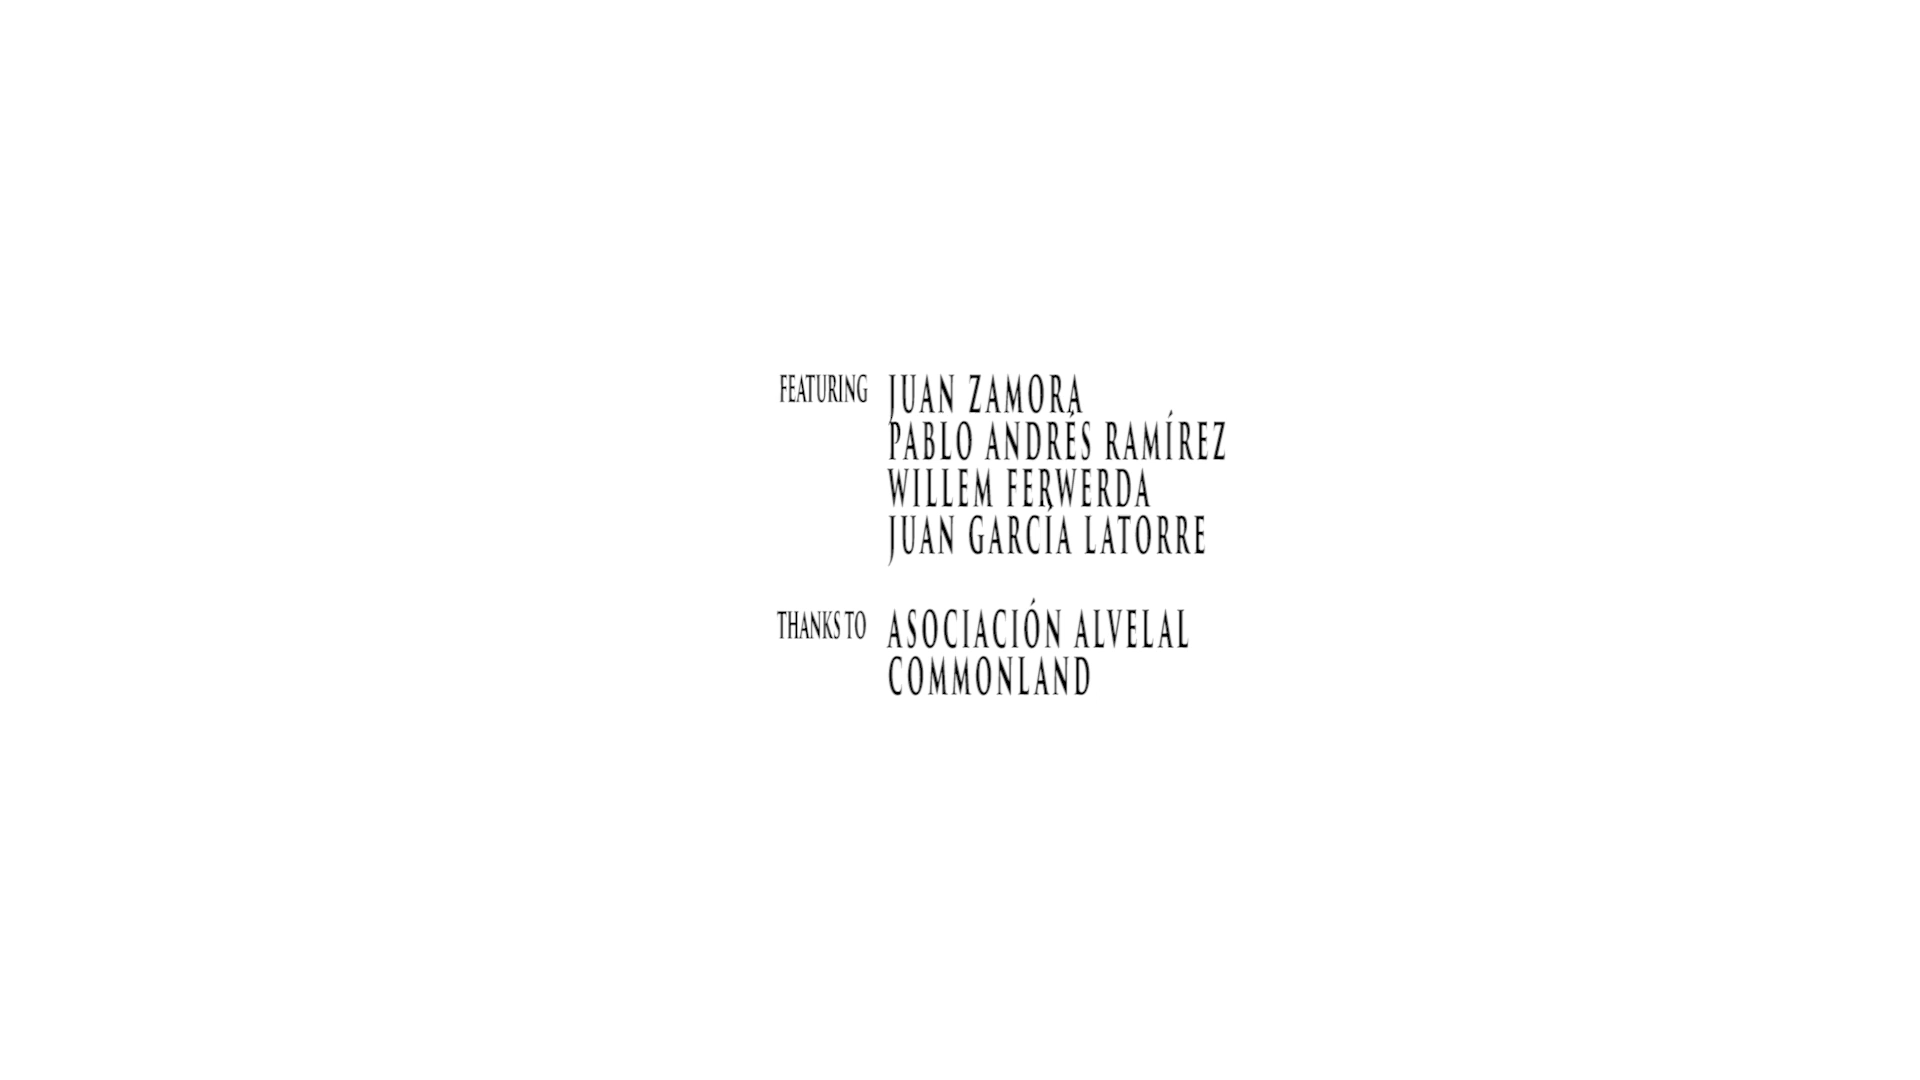 FEATURING JUAN ZAMORA
PABLO ANDRÉS RAMÍREZ
WILLEM FERWERDA
JUAN GARCÍA LATORRE
THANKS TO ASOCIACIÓN ALVELAL
COMMONLAND